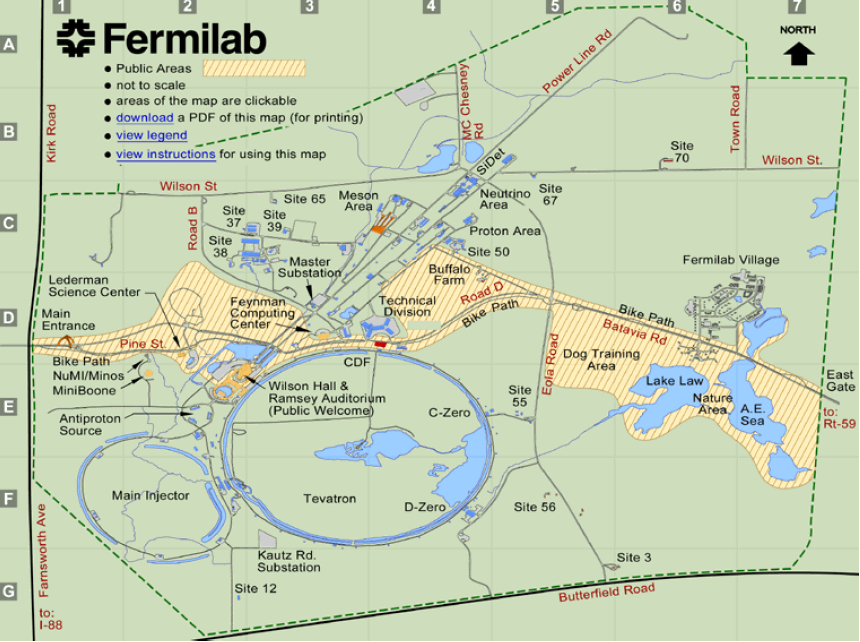 1 2 3 4 5 6 7
A
B
C
D
E
F
G
Fermilab
Public Areas
not to scale
areas of the map are clickable
download a PDF of this map (for printing)
view legend
view instructions for using this map
NORTH
Kirk Road
Power Line Rd
MC Chesney
Rd
Town Road
Site
70
Wilson St.
SiDet
Wilson St
Site 65
Meson
Area
Neutrino
Area
Site
67
Road B
Site
37
Site
39
Site
38
Proton Area
Site 50
Master
Substation
Buffalo
Farm
Fermilab Village
Lederman
Science Center
Feynman
Computing
Center
Technical
Division
Road D
Bike Path
Bike Path
Batavia Rd
Main
Entrance
Pine St.
Bike Path
NuMI/Minos
MiniBoone
CDF
Eola Road
Dog Training
Area
Wilson Hall &
Ramsey Auditorium
(Public Welcome)
Lake Law
Nature
Area
A.E.
Sea
East
Gate
to:
Rt-59
Antiproton
Source
C-Zero
Site
55
Main Injector
Tevatron
D-Zero
Site 56
Farnsworth Ave
to:
I-88
Kautz Rd.
Substation
Site 3
Site 12
Butterfield Road